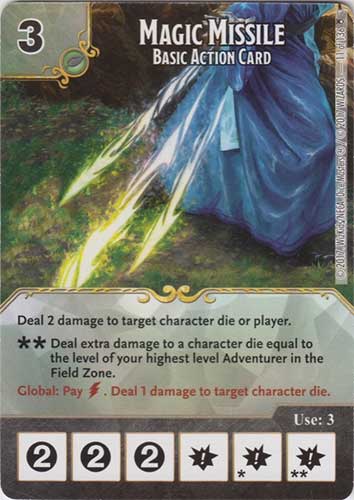 3
MAGIC MISSILE
BASIC ACTION CARD
Deal 2 damage to target character die or player.
** Deal extra damage to a character die equal to
the level of your highest level Adventurer in the
Field Zone.
Global: Pay . Deal 1 damage to target character die.
Use: 3
2 2 2 ! ! !
* **